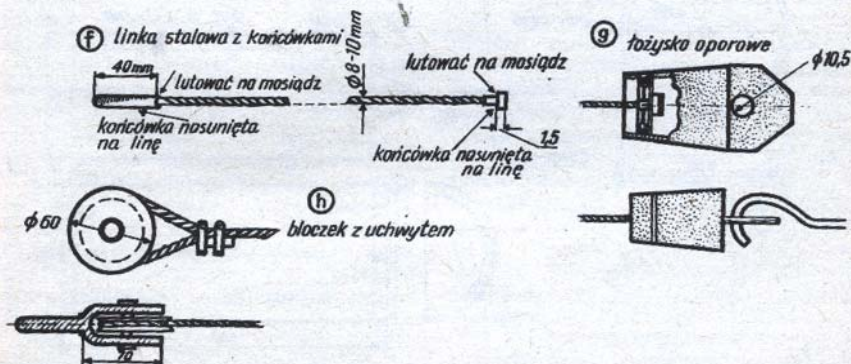 f linka stalowa z końcówkami
40mm
lutować na mosiądz
końcówka nasunięta
na linę
ϕ8-10mm
lutować na mosiądz
1,5
końcówka nasunięta
na linę
g łożysko oporowe
ϕ10,5
ϕ60
h
bloczek z uchwytem
70